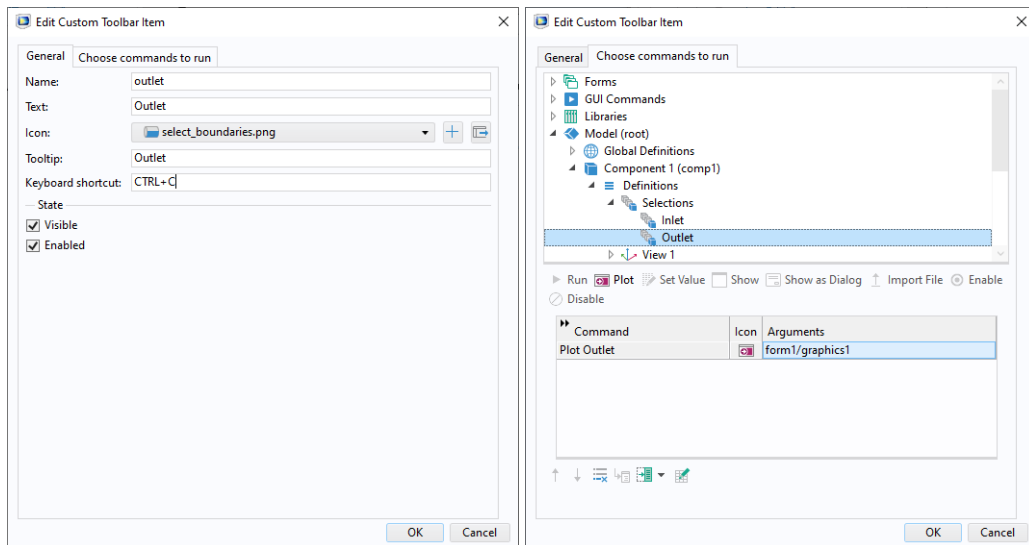 Edit Custom Toolbar Item
General Choose commands to run
Name: outlet
Text: Outlet
Icon: select_boundaries.png
Tooltip: Outlet
Keyboard shortcut: CTRL+C
State
Visible
Enabled
OK Cancel
Edit Custom Toolbar Item
General Choose commands to run
Forms
GUI Commands
Libraries
Model (root)
Global Definitions
Component 1 (comp1)
Definitions
Selections
Inlet
Outlet
View 1
Run Plot Set Value Show Show as Dialog Import File Enable
Disable
Command Icon Arguments
Plot Outlet form1/graphics1
OK Cancel